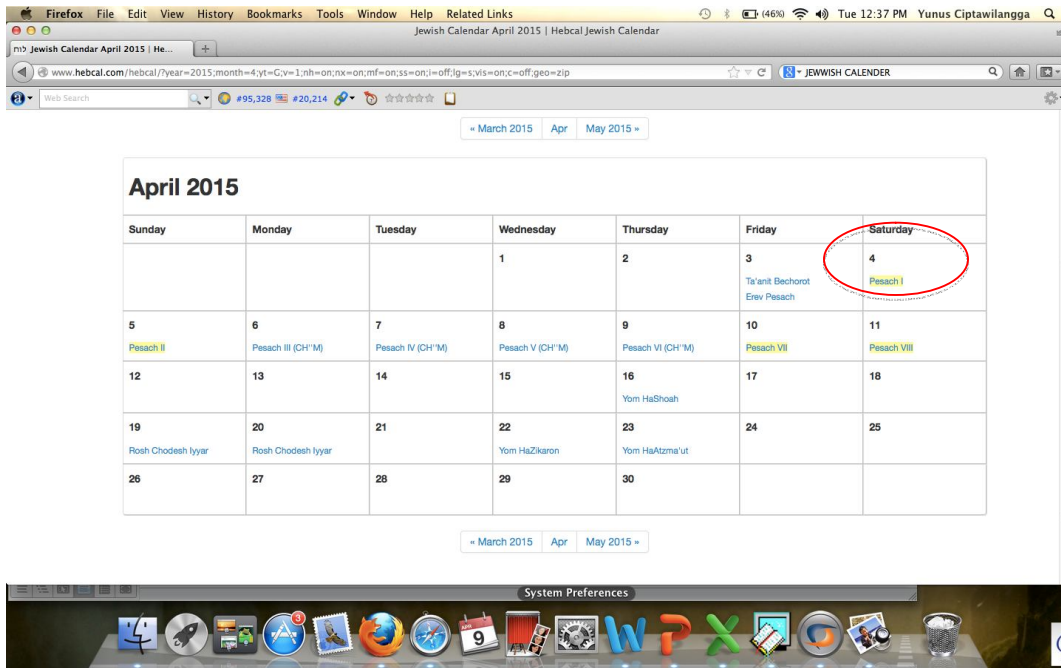 Firefox File Edit View History Bookmarks Tools Window Help Related Links (46%) Tue 12:37 PM Yunus Ciptawilangga
Jewish Calendar April 2015 | Hebcal Jewish Calendar
לוח Jewish Calendar April 2015 | He... +
www.hebcal.com/hebcal/?year=2015;month=4;yt=G;v=1;nh=on;nx=on;mf=on;ss=on;i=off;lg=s;vis=on;c=off;geo=zip JEWWISH CALENDER
Web Search #95,328 #20,214
« March 2015 Apr May 2015 »
April 2015
Sunday Monday Tuesday Wednesday Thursday Friday Saturday
1 2 3 4
Ta'anit Bechorot Pesach I
Erev Pesach
5 6 7 8 9 10 11
Pesach II Pesach III (CH''M) Pesach IV (CH''M) Pesach V (CH''M) Pesach VI (CH''M) Pesach VII Pesach VIII
12 13 14 15 16 17 18
Yom HaShoah
19 20 21 22 23 24 25
Rosh Chodesh Iyyar Rosh Chodesh Iyyar Yom HaZikaron Yom HaAtzma'ut
26 27 28 29 30
« March 2015 Apr May 2015 »
System Preferences
3
APR
9